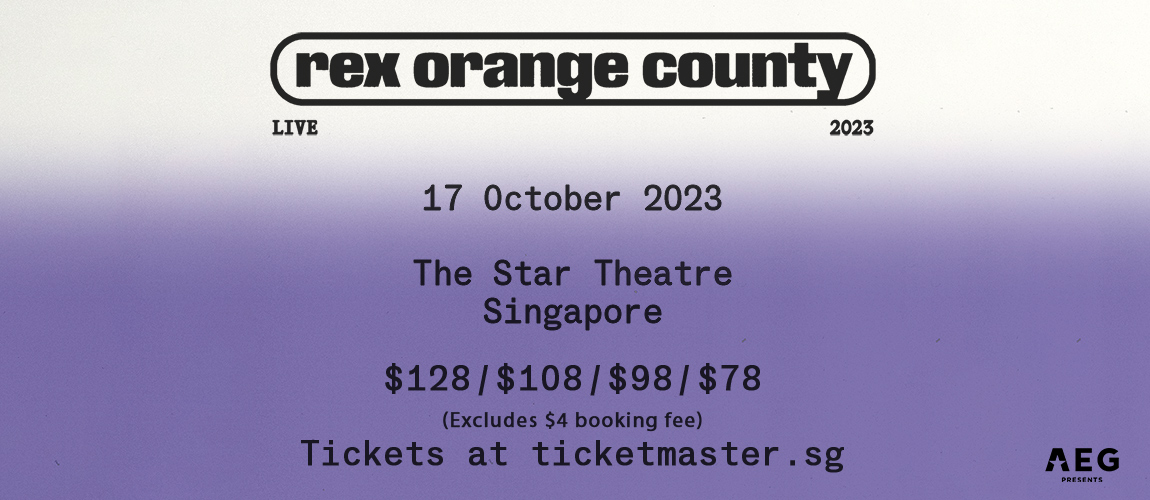 rex orange county
LIVE 2023
17 October 2023
The Star Theatre
Singapore
$128/$108/$98/$78
(Excludes $4 booking fee)
Tickets at ticketmaster.sg
AEG
PRESENTS